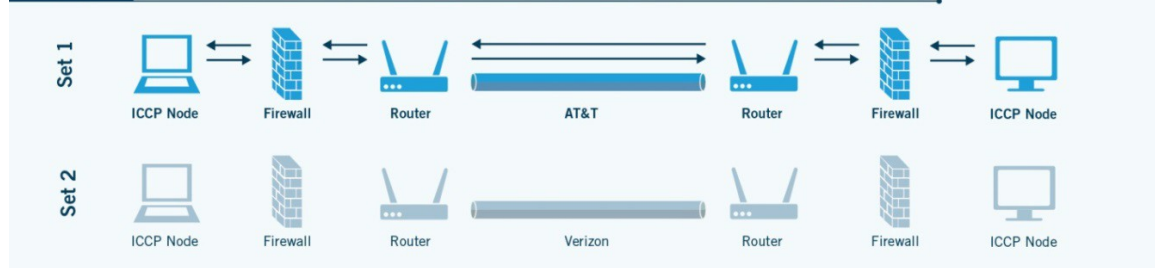 Set 1
ICCP Node Firewall Router AT&T Router Firewall ICCP Node
Set 2
ICCP Node Firewall Router Verizon Router Firewall ICCP Node